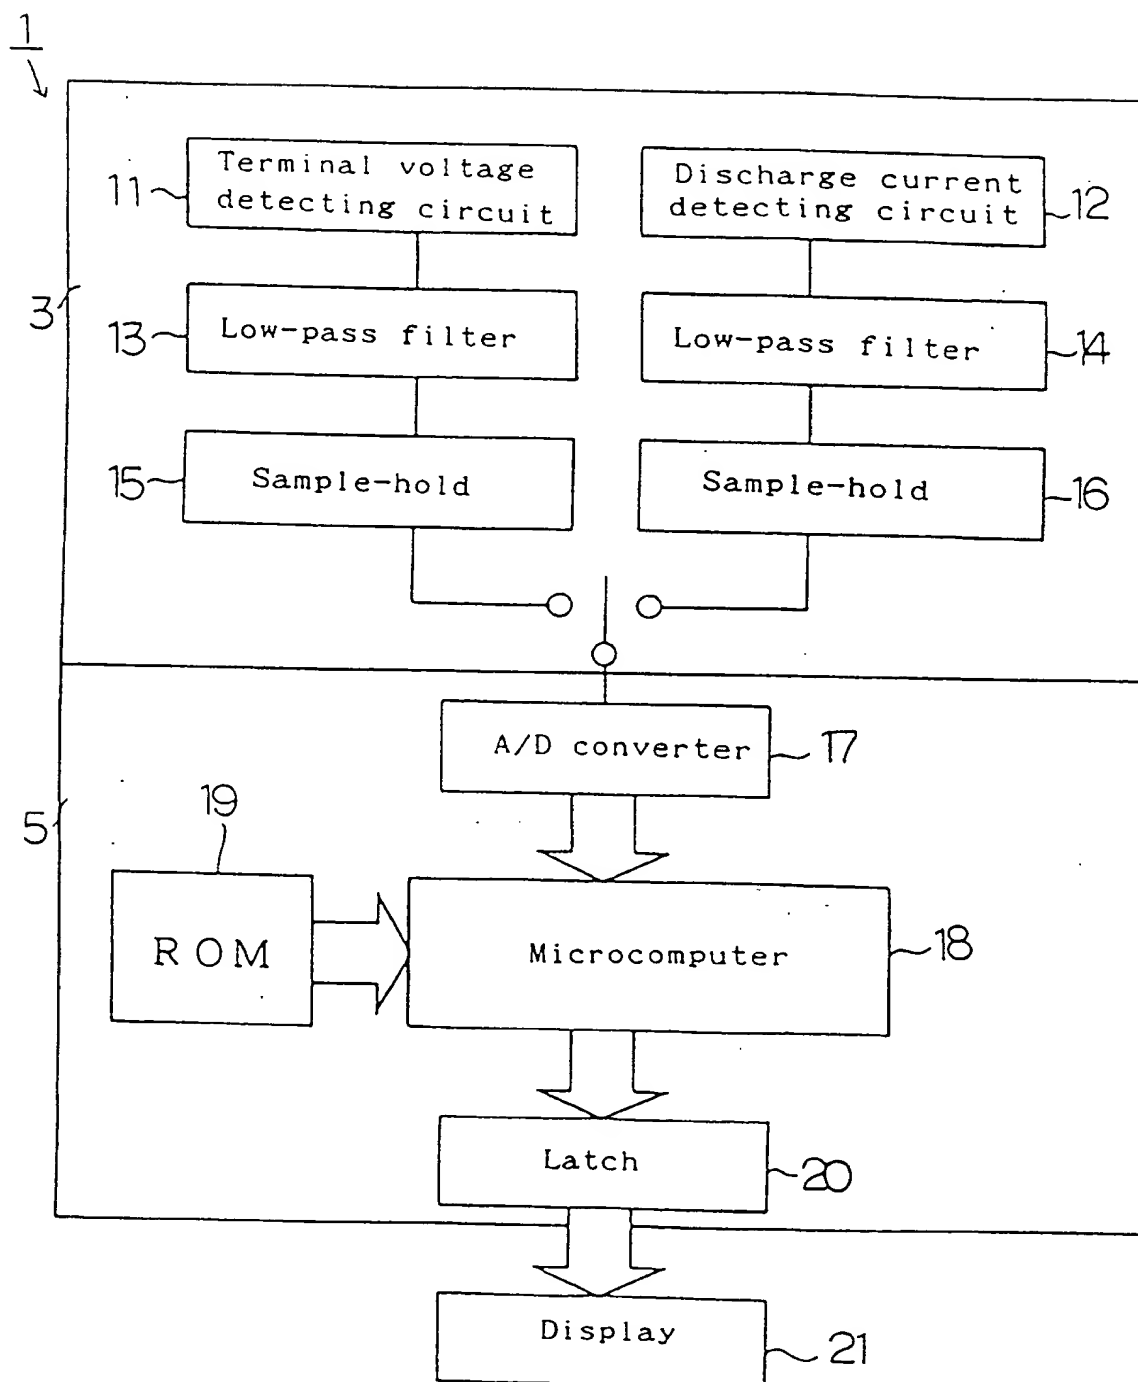 1
Terminal voltage
detecting circuit
11
Discharge current
detecting circuit
12
3
Low-pass filter
13
Low-pass filter
14
Sample-hold
15
Sample-hold
16
A/D converter
17
5
19
ROM
Microcomputer
18
Latch
20
Display
21